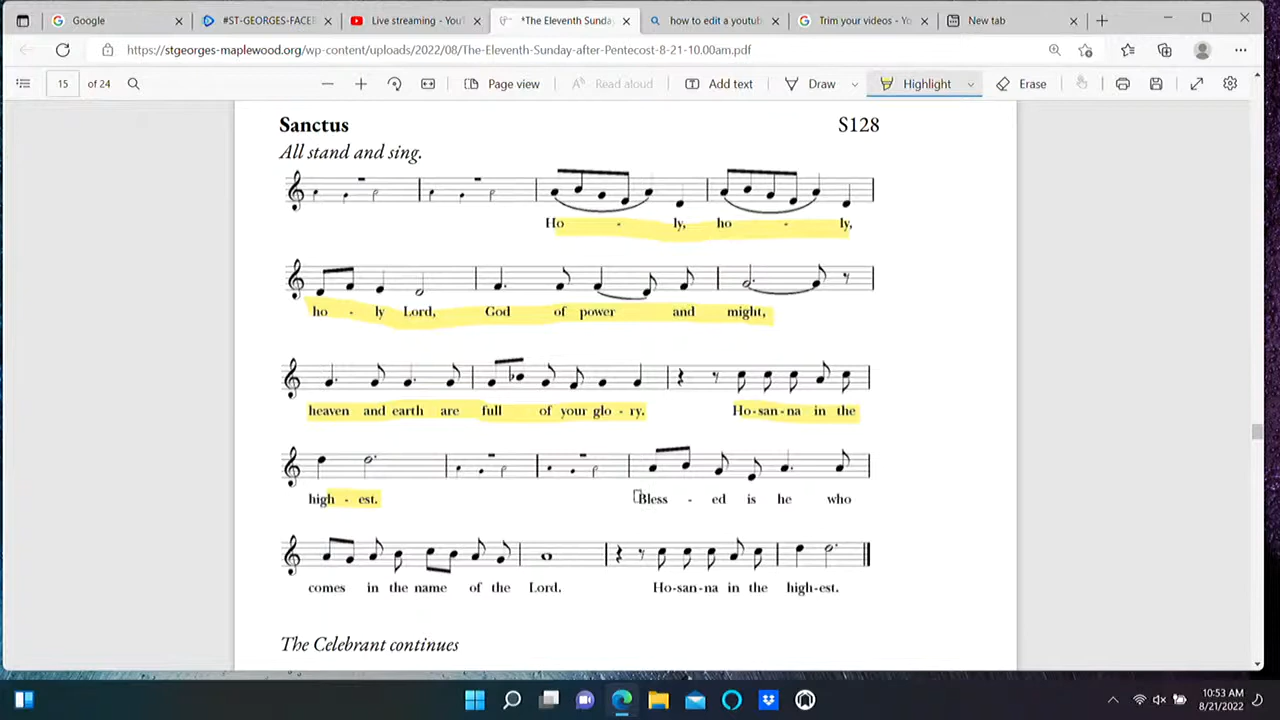 Google
#ST-GEORGES-FACEB
Live streaming - You
*The Eleventh Sunda
how to edit a youtub
Trim your videos - Yo
New tab
https://stgeorges-maplewood.org/wp-content/uploads/2022/08/The-Eleventh-Sunday-after-Pentecost-8-21-10.00am.pdf
15 of 24
Page view
Read aloud
Add text
Draw
Highlight
Erase
Sanctus S128
All stand and sing.
Ho - ly, ho - ly,
ho - ly Lord, God of power and might,
heaven and earth are full of your glo - ry. Ho-san-na in the
high - est. Bless - ed is he who
comes in the name of the Lord. Ho-san-na in the high-est.
The Celebrant continues
10:53 AM
8/21/2022